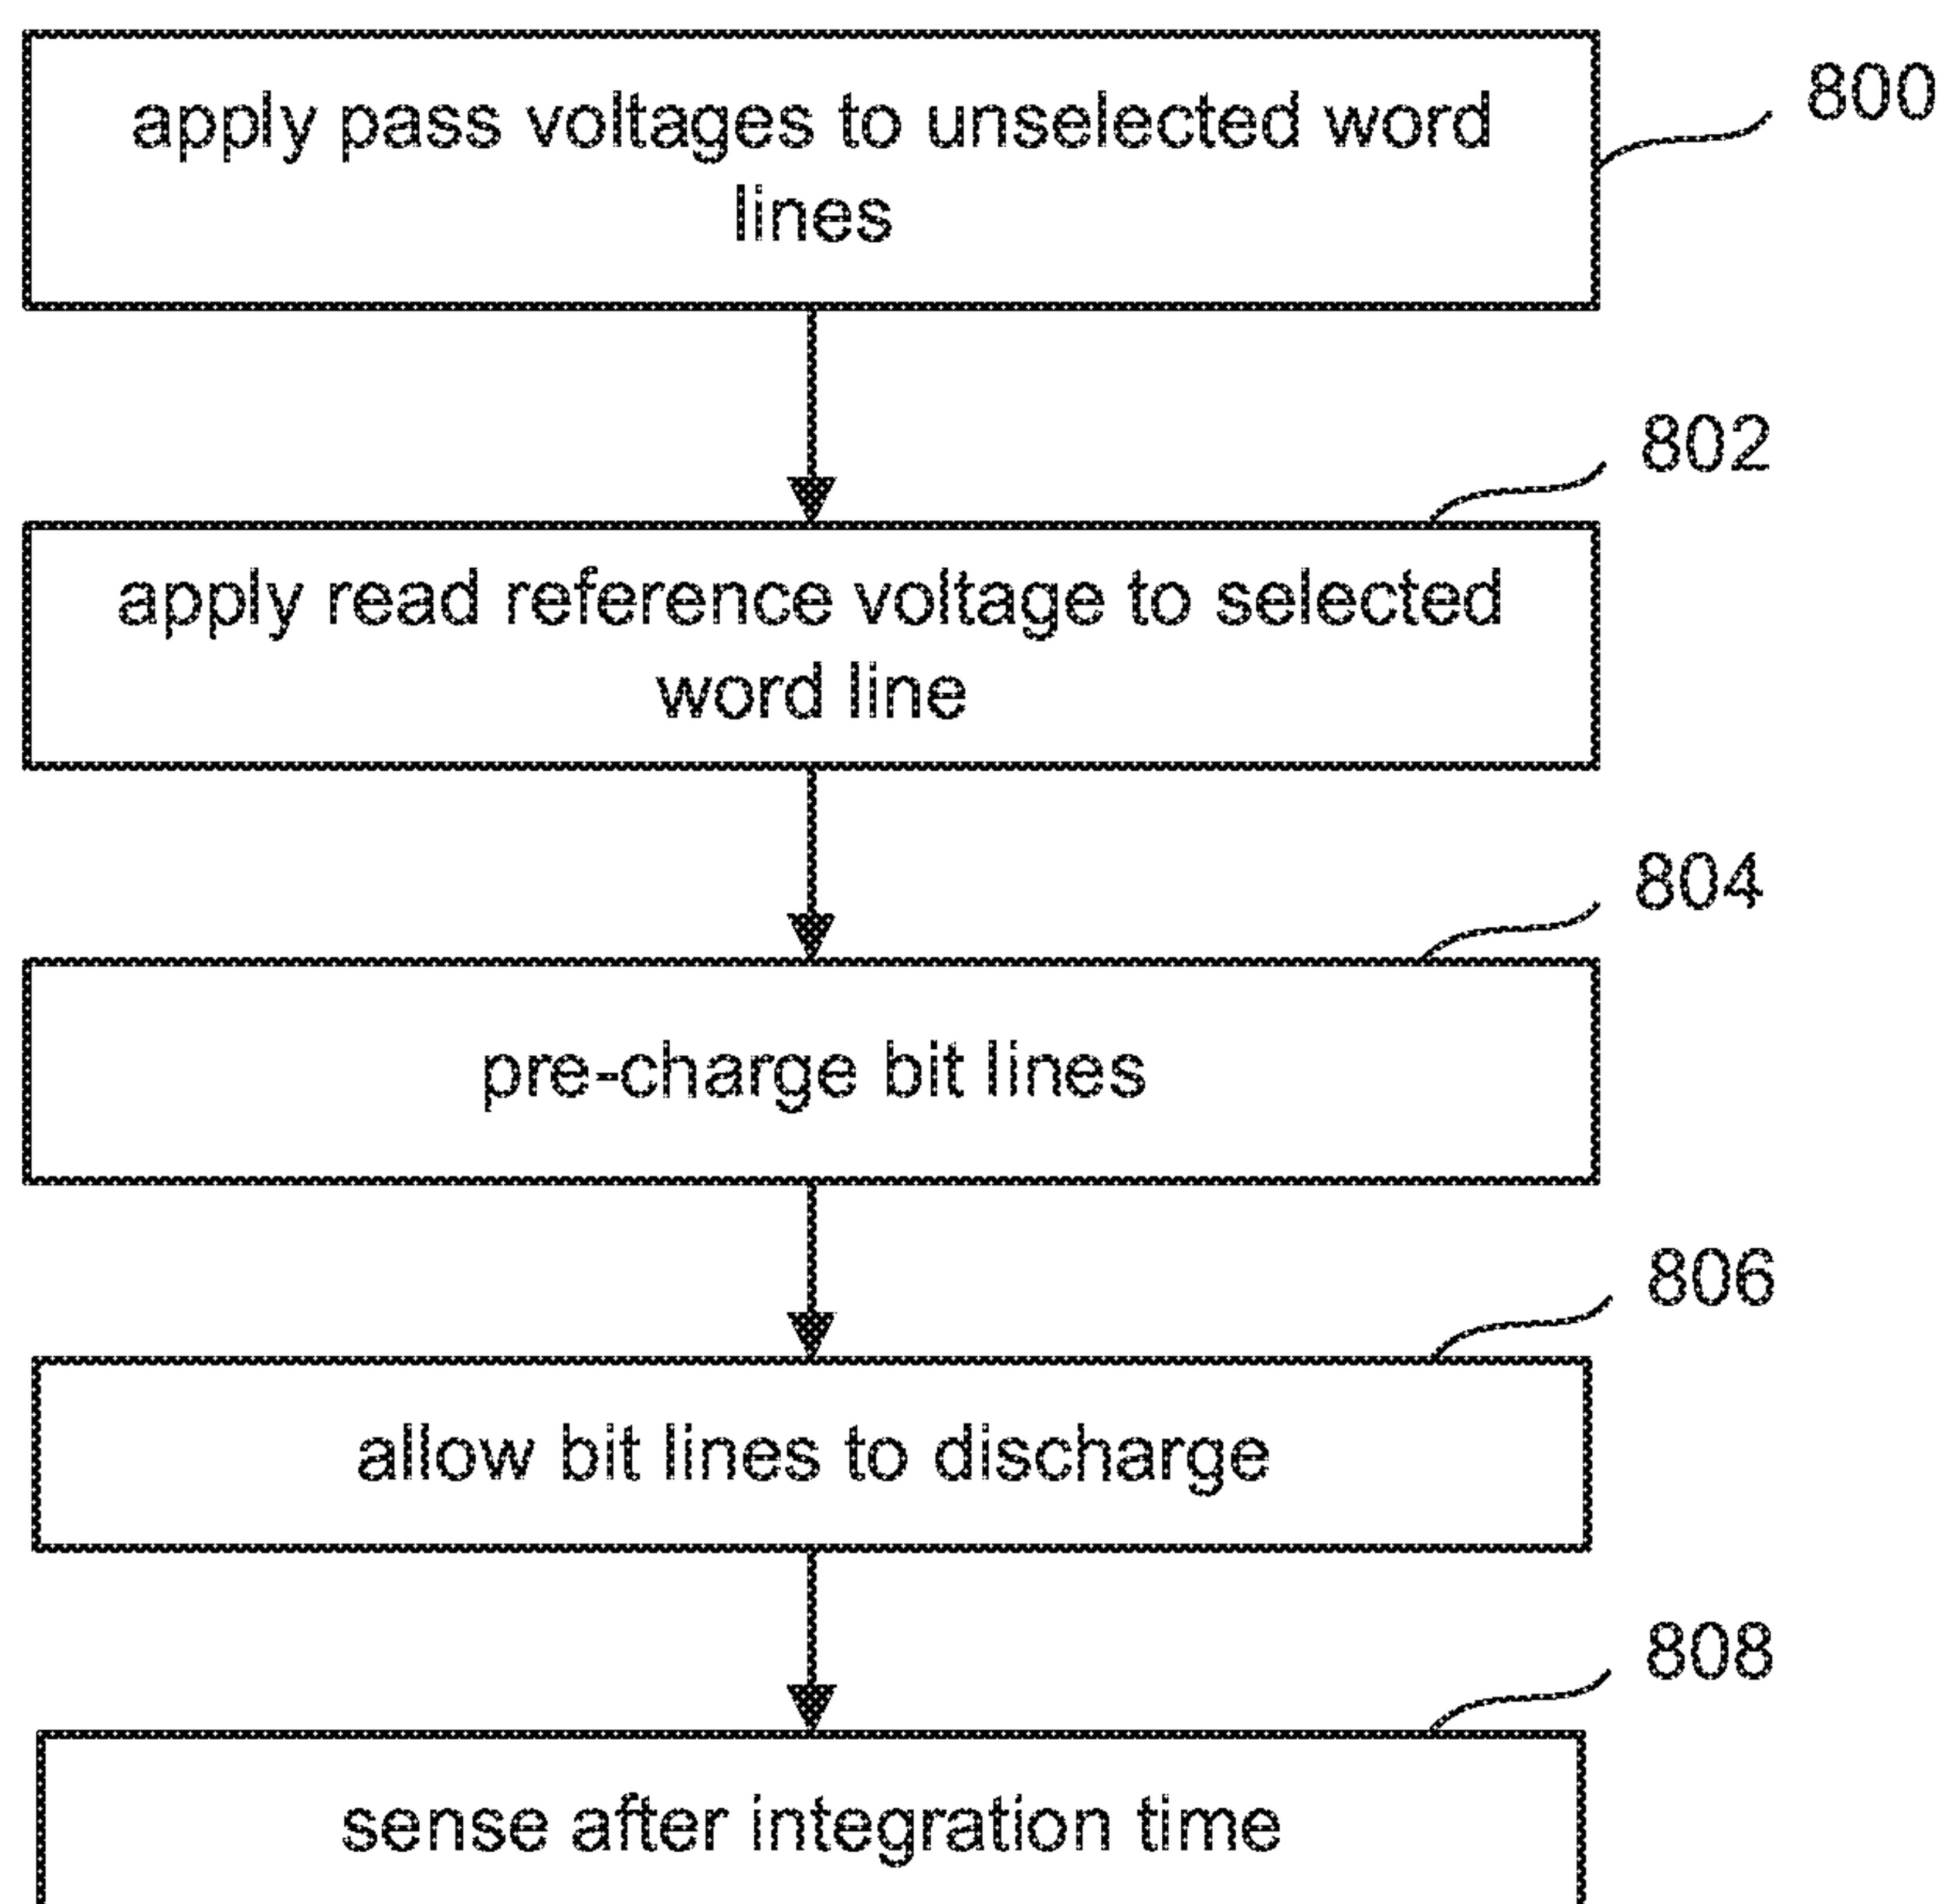 apply pass voltages to unselected word
lines
800
802
apply read reference voltage to selected
word line
804
pre-charge bit lines
806
allow bit lines to discharge
808
sense after integration time